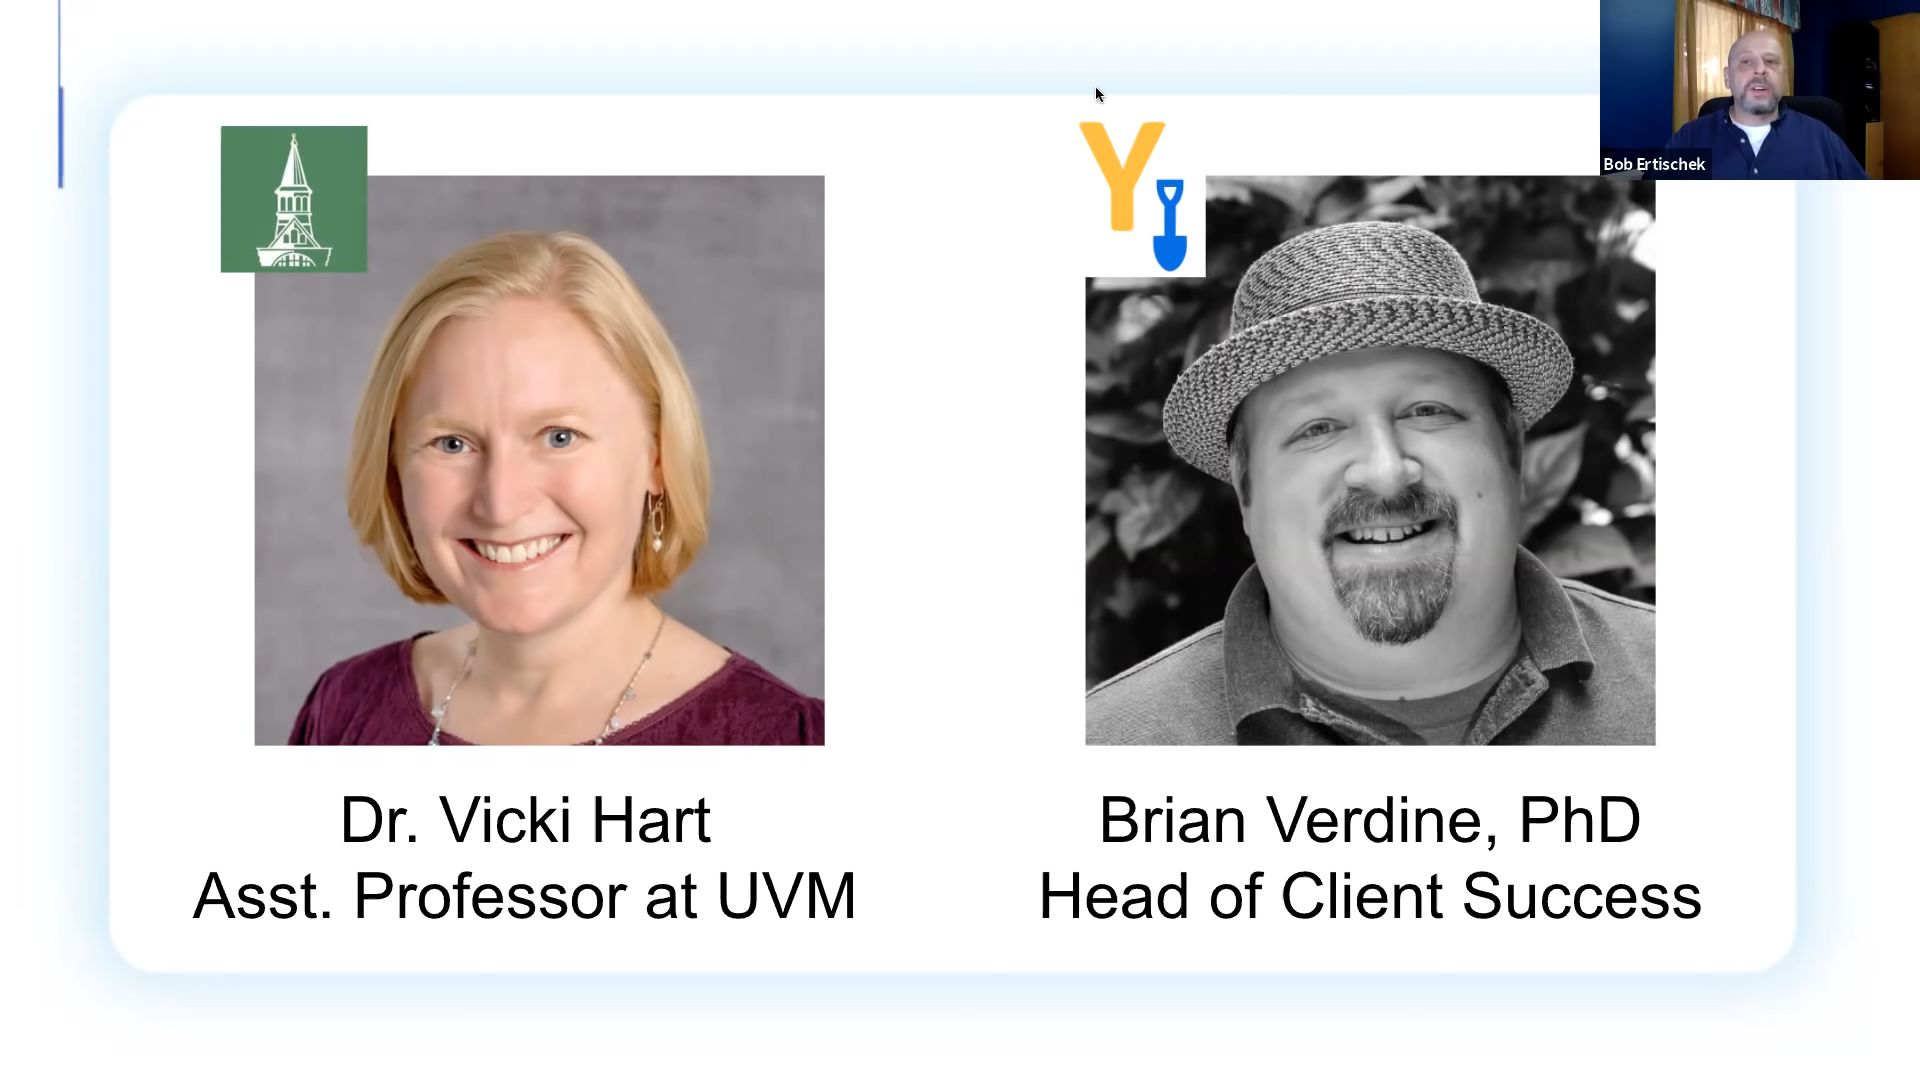 Bob Ertischek
Y
Dr. Vicki Hart
Asst. Professor at UVM
Brian Verdine, PhD
Head of Client Success